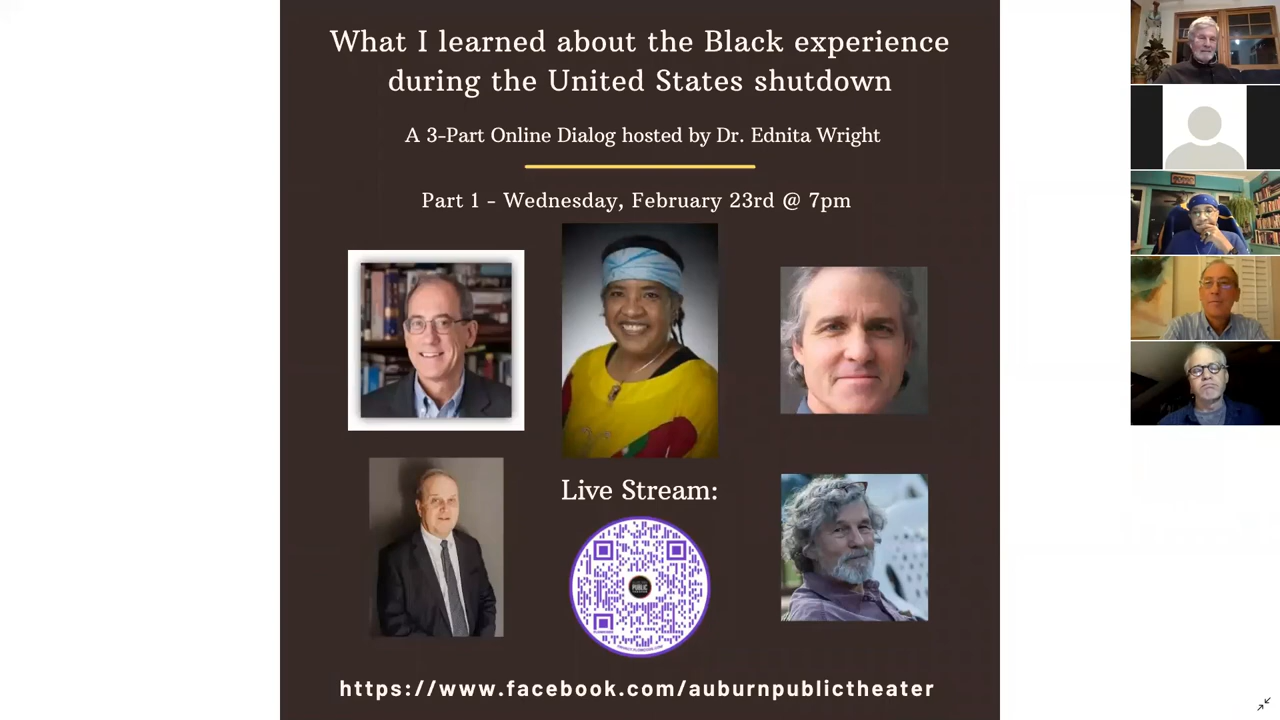 What I learned about the Black experience
during the United States shutdown
A 3-Part Online Dialog hosted by Dr. Ednita Wright
Part 1 - Wednesday, February 23rd @ 7pm
Live Stream:
PUBLIC
https://www.facebook.com/auburnpublictheater